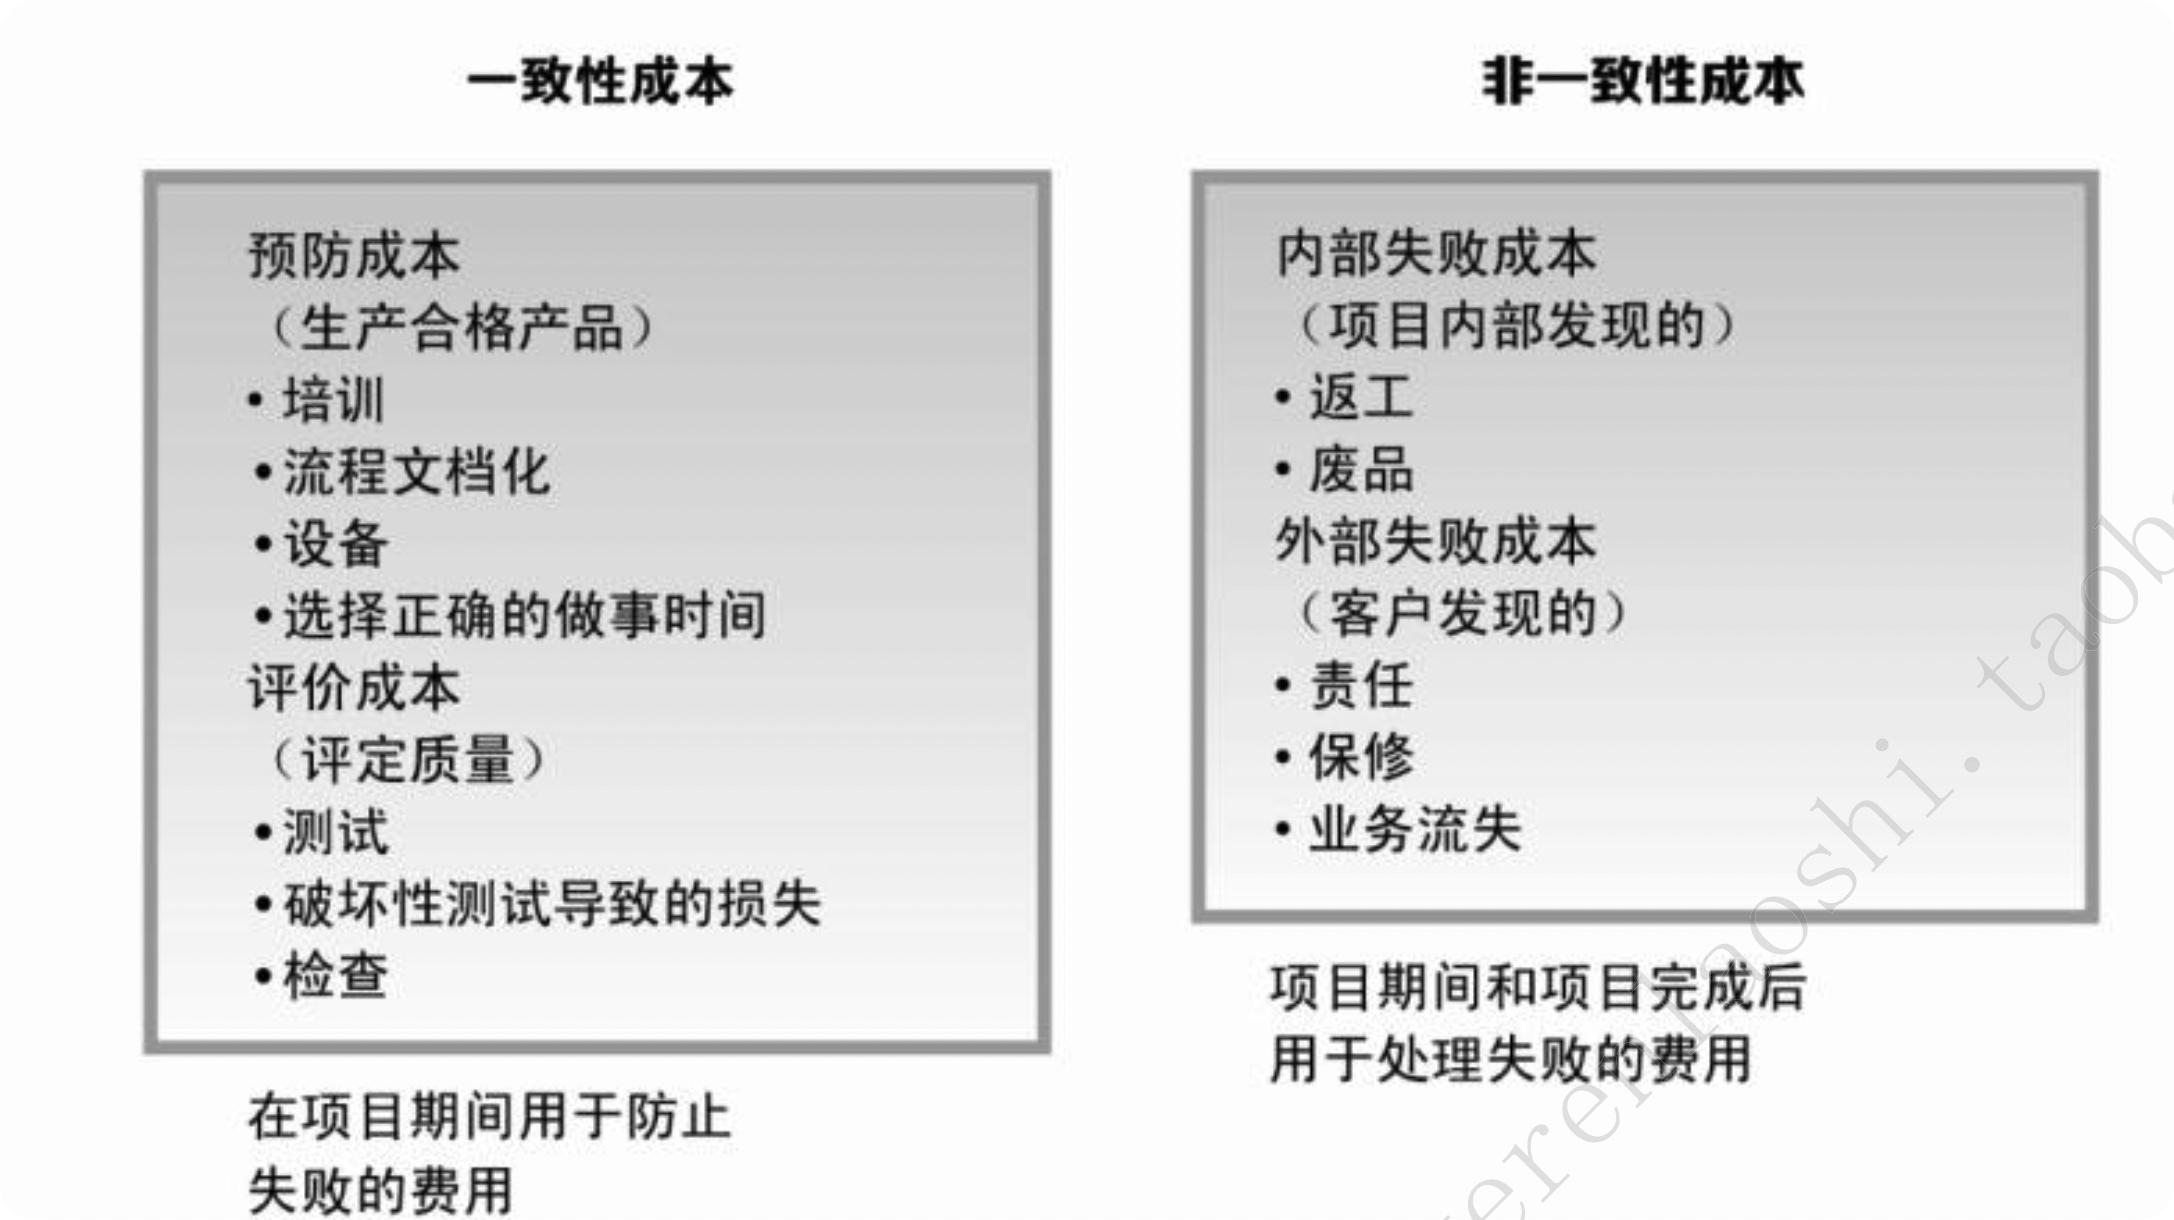 一致性成本
预防成本
（生产合格产品）
•培训
•流程文档化
•设备
•选择正确的做事时间
评价成本
（评定质量）
•测试
•破坏性测试导致的损失
•检查
在项目期间用于防止
失败的费用
非一致性成本
内部失败成本
（项目内部发现的）
•返工
•废品
外部失败成本
（客户发现的）
•责任
•保修
•业务流失
项目期间和项目完成后
用于处理失败的费用